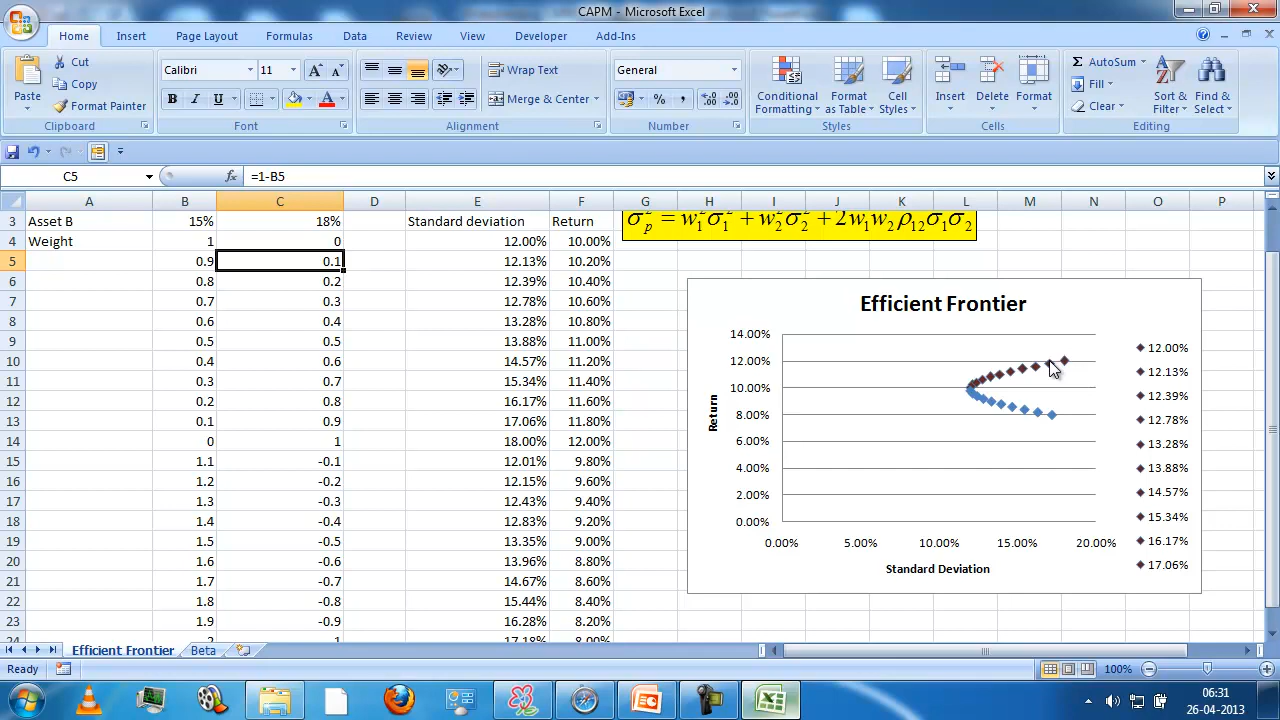 CAPM - Microsoft Excel
Home Insert Page Layout Formulas Data Review View Developer Add-Ins
Paste
Cut
Copy
Format Painter
Calibri 11
B I U
Wrap Text
Merge & Center
General
% ,
Conditional Formatting
Format as Table
Cell Styles
Insert
Delete
Format
AutoSum
Fill
Clear
Sort & Filter
Find & Select
Clipboard Font Alignment Number Styles Cells Editing
C5 fx =1-B5
A B C D E F G H I J K L M N O P
3 Asset B 15% 18% Standard deviation Return
4 Weight 1 0 12.00% 10.00%
5 0.9 0.1 12.13% 10.20%
6 0.8 0.2 12.39% 10.40%
7 0.7 0.3 12.78% 10.60%
8 0.6 0.4 13.28% 10.80%
9 0.5 0.5 13.88% 11.00%
10 0.4 0.6 14.57% 11.20%
11 0.3 0.7 15.34% 11.40%
12 0.2 0.8 16.17% 11.60%
13 0.1 0.9 17.06% 11.80%
14 0 1 18.00% 12.00%
15 1.1 -0.1 12.01% 9.80%
16 1.2 -0.2 12.15% 9.60%
17 1.3 -0.3 12.43% 9.40%
18 1.4 -0.4 12.83% 9.20%
19 1.5 -0.5 13.35% 9.00%
20 1.6 -0.6 13.96% 8.80%
21 1.7 -0.7 14.67% 8.60%
22 1.8 -0.8 15.44% 8.40%
23 1.9 -0.9 16.28% 8.20%
24 2 -1 17.18% 8.00%
σ²p = w²1σ²1 + w²2σ²2 + 2w1w2ρ12σ1σ2
Efficient Frontier
14.00%
12.00%
10.00%
8.00%
6.00%
4.00%
2.00%
0.00%
Return
0.00% 5.00% 10.00% 15.00% 20.00%
Standard Deviation
12.00%
12.13%
12.39%
12.78%
13.28%
13.88%
14.57%
15.34%
16.17%
17.06%
Efficient Frontier Beta
Ready 100%
06:31
26-04-2013